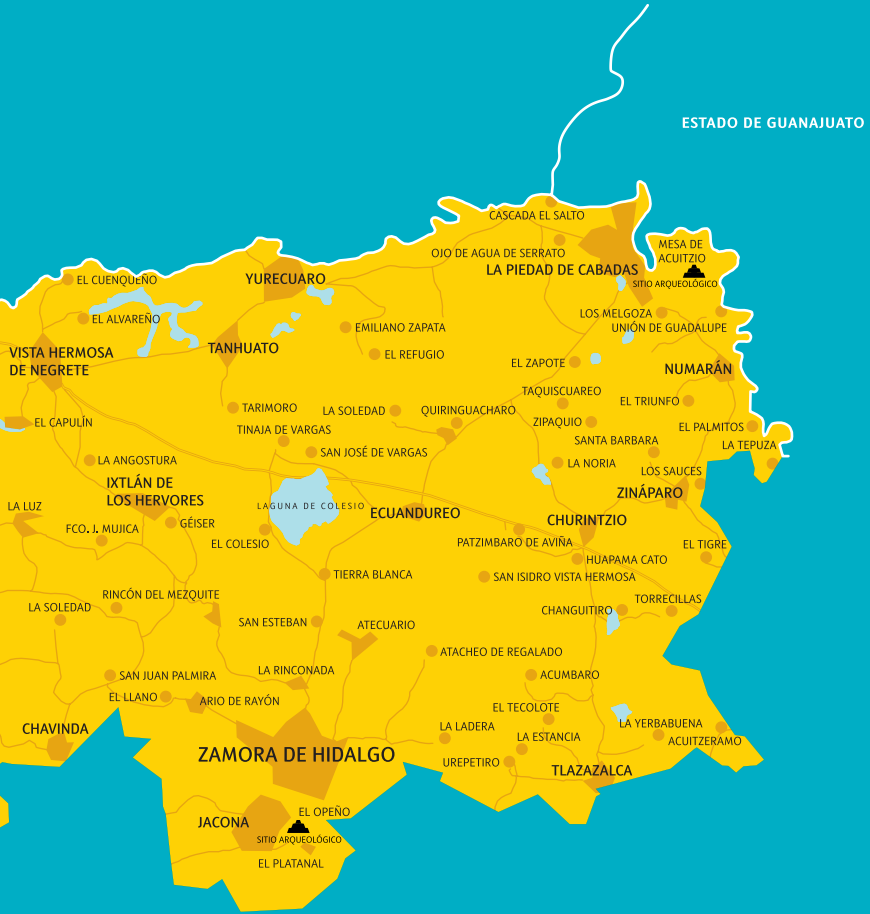 ESTADO DE GUANAJUATO
CASCADA EL SALTO
OJO DE AGUA DE SERRATO
MESA DE
ACUITZIO
LA PIEDAD DE CABADAS
SITIO ARQUEOLÓGICO
EL CUENQUEÑO
YURECUARO
EL ALVAREÑO
LOS MELGOZA
EMILIANO ZAPATA
UNIÓN DE GUADALUPE
VISTA HERMOSA
DE NEGRETE
TANHUATO
EL REFUGIO
EL ZAPOTE
NUMARÁN
TAQUISCUAREO
EL TRIUNFO
TARIMORO
LA SOLEDAD
QUIRINGUACHARO
EL CAPULÍN
ZIPAQUIO
TINAJA DE VARGAS
EL PALMITOS
SANTA BARBARA
LA TEPUZA
SAN JOSÉ DE VARGAS
LA ANGOSTURA
LA NORIA
LOS SAUCES
IXTLÁN DE
LOS HERVORES
ZINÁPARO
LA LUZ
LAGUNA DE COLESIO
ECUANDUREO
CHURINTZIO
FCO. J. MUJICA
GÉISER
EL COLESIO
PATZIMBARO DE AVIÑA
EL TIGRE
HUAPAMA CATO
TIERRA BLANCA
SAN ISIDRO VISTA HERMOSA
RINCÓN DEL MEZQUITE
TORRECILLAS
LA SOLEDAD
CHANGUITIRO
SAN ESTEBAN
ATECUARIO
ATACHEO DE REGALADO
LA RINCONADA
SAN JUAN PALMIRA
ACUMBARO
EL LLANO
ARIO DE RAYÓN
EL TECOLOTE
CHAVINDA
LA LADERA
LA YERBABUENA
LA ESTANCIA
ACUITZERAMO
ZAMORA DE HIDALGO
UREPETIRO
TLAZAZALCA
EL OPEÑO
JACONA
SITIO ARQUEOLÓGICO
EL PLATANAL